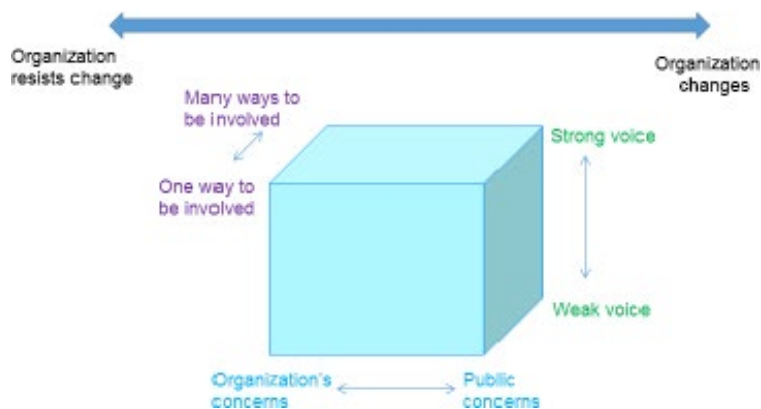 Organization
resists change
Organization
changes
Many ways to
be involved
Strong voice
One way to
be involved
Weak voice
Organization's
concerns
Public
concerns